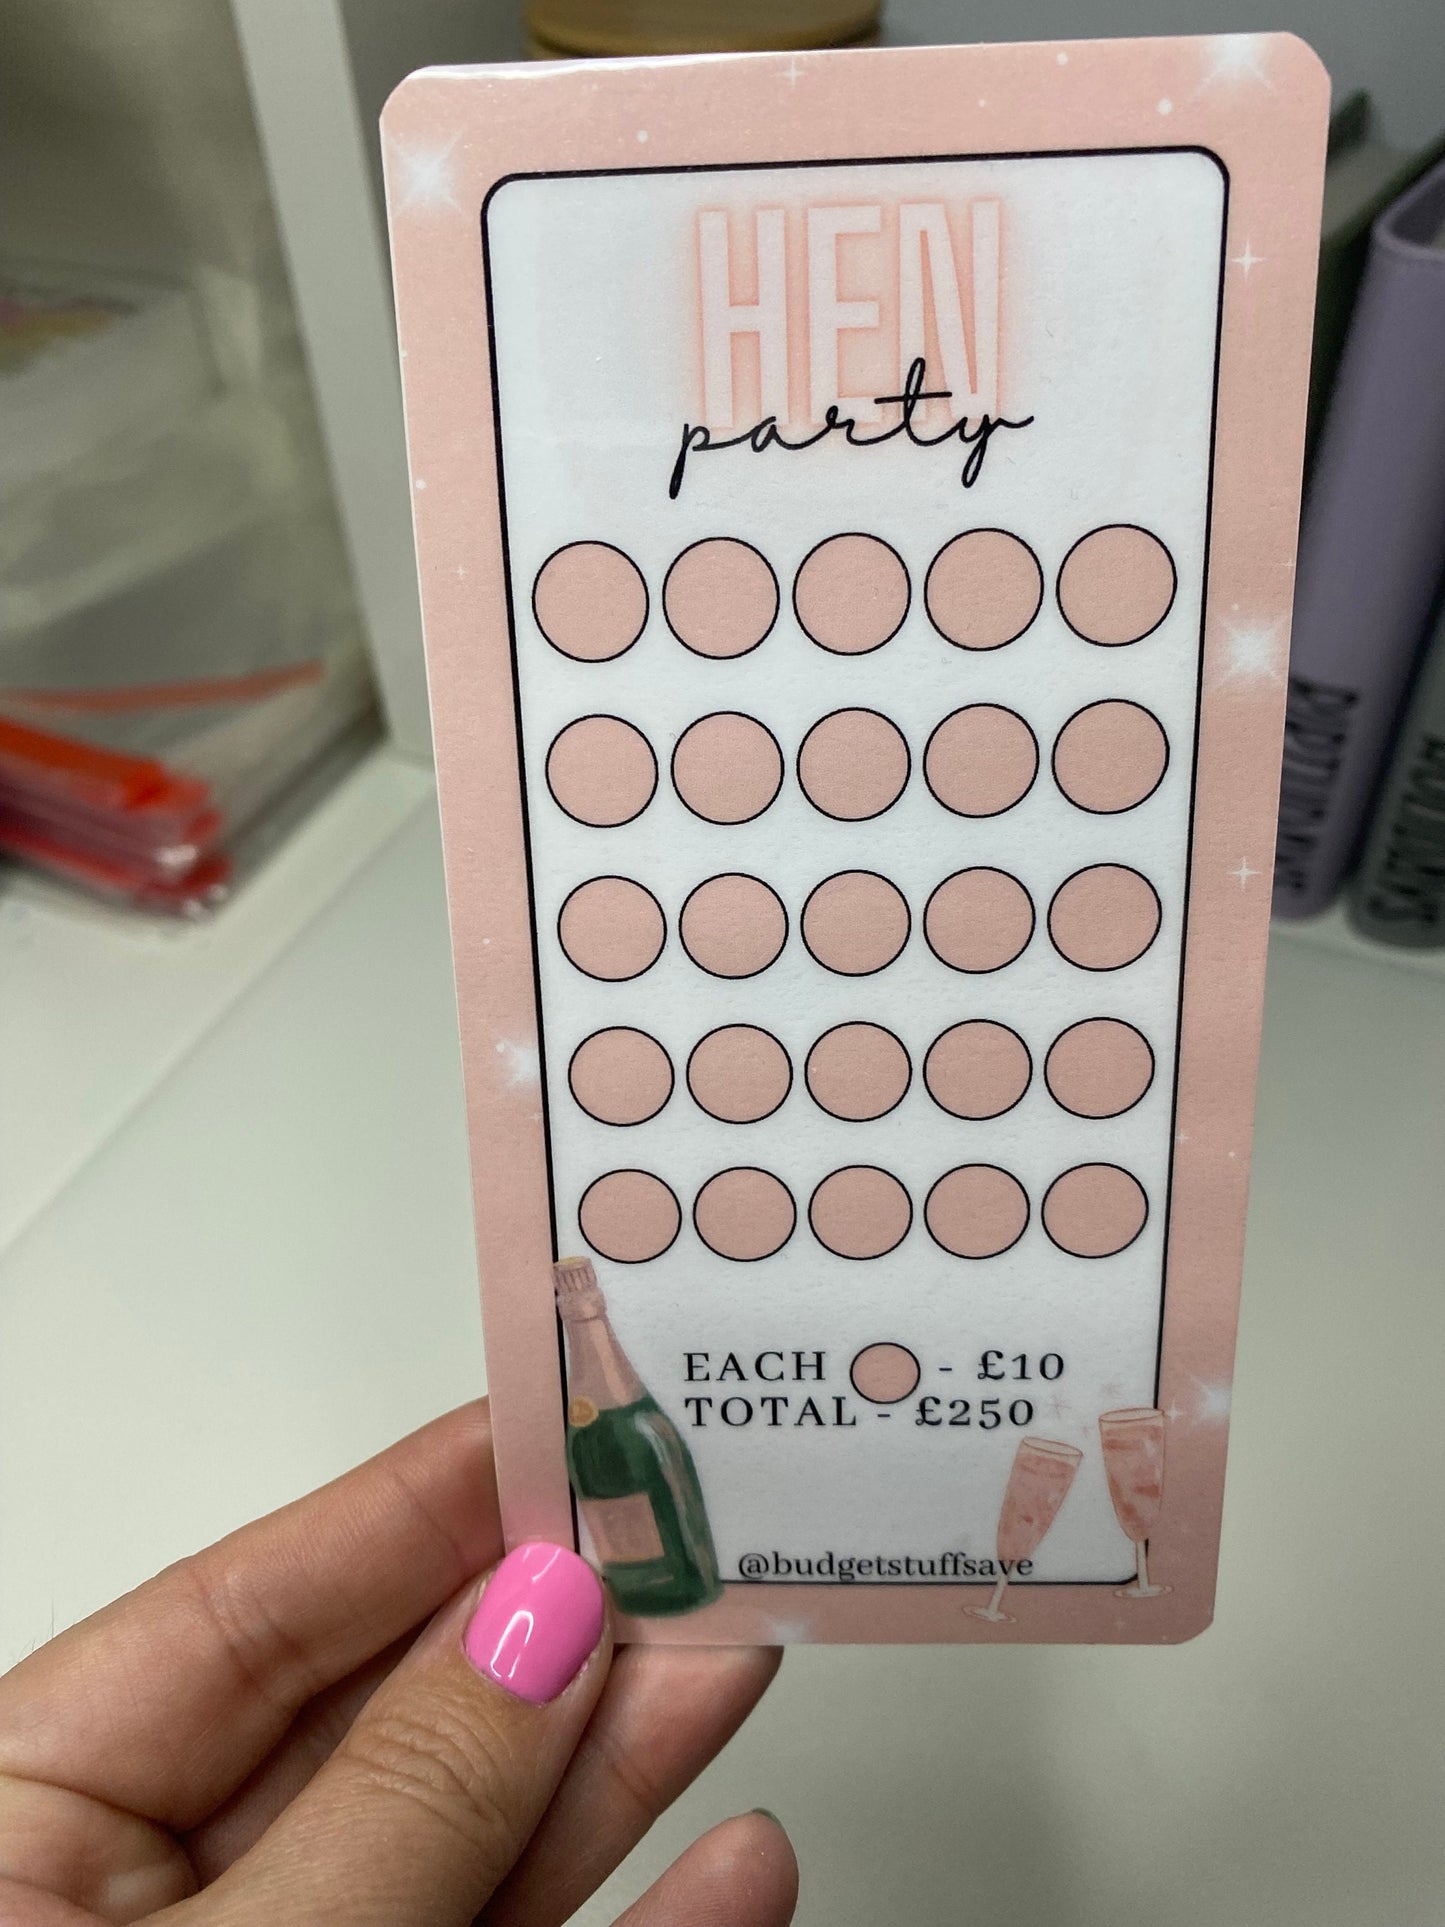 HEN
party
EACH - £10
TOTAL - £250
@budgetstuffsave